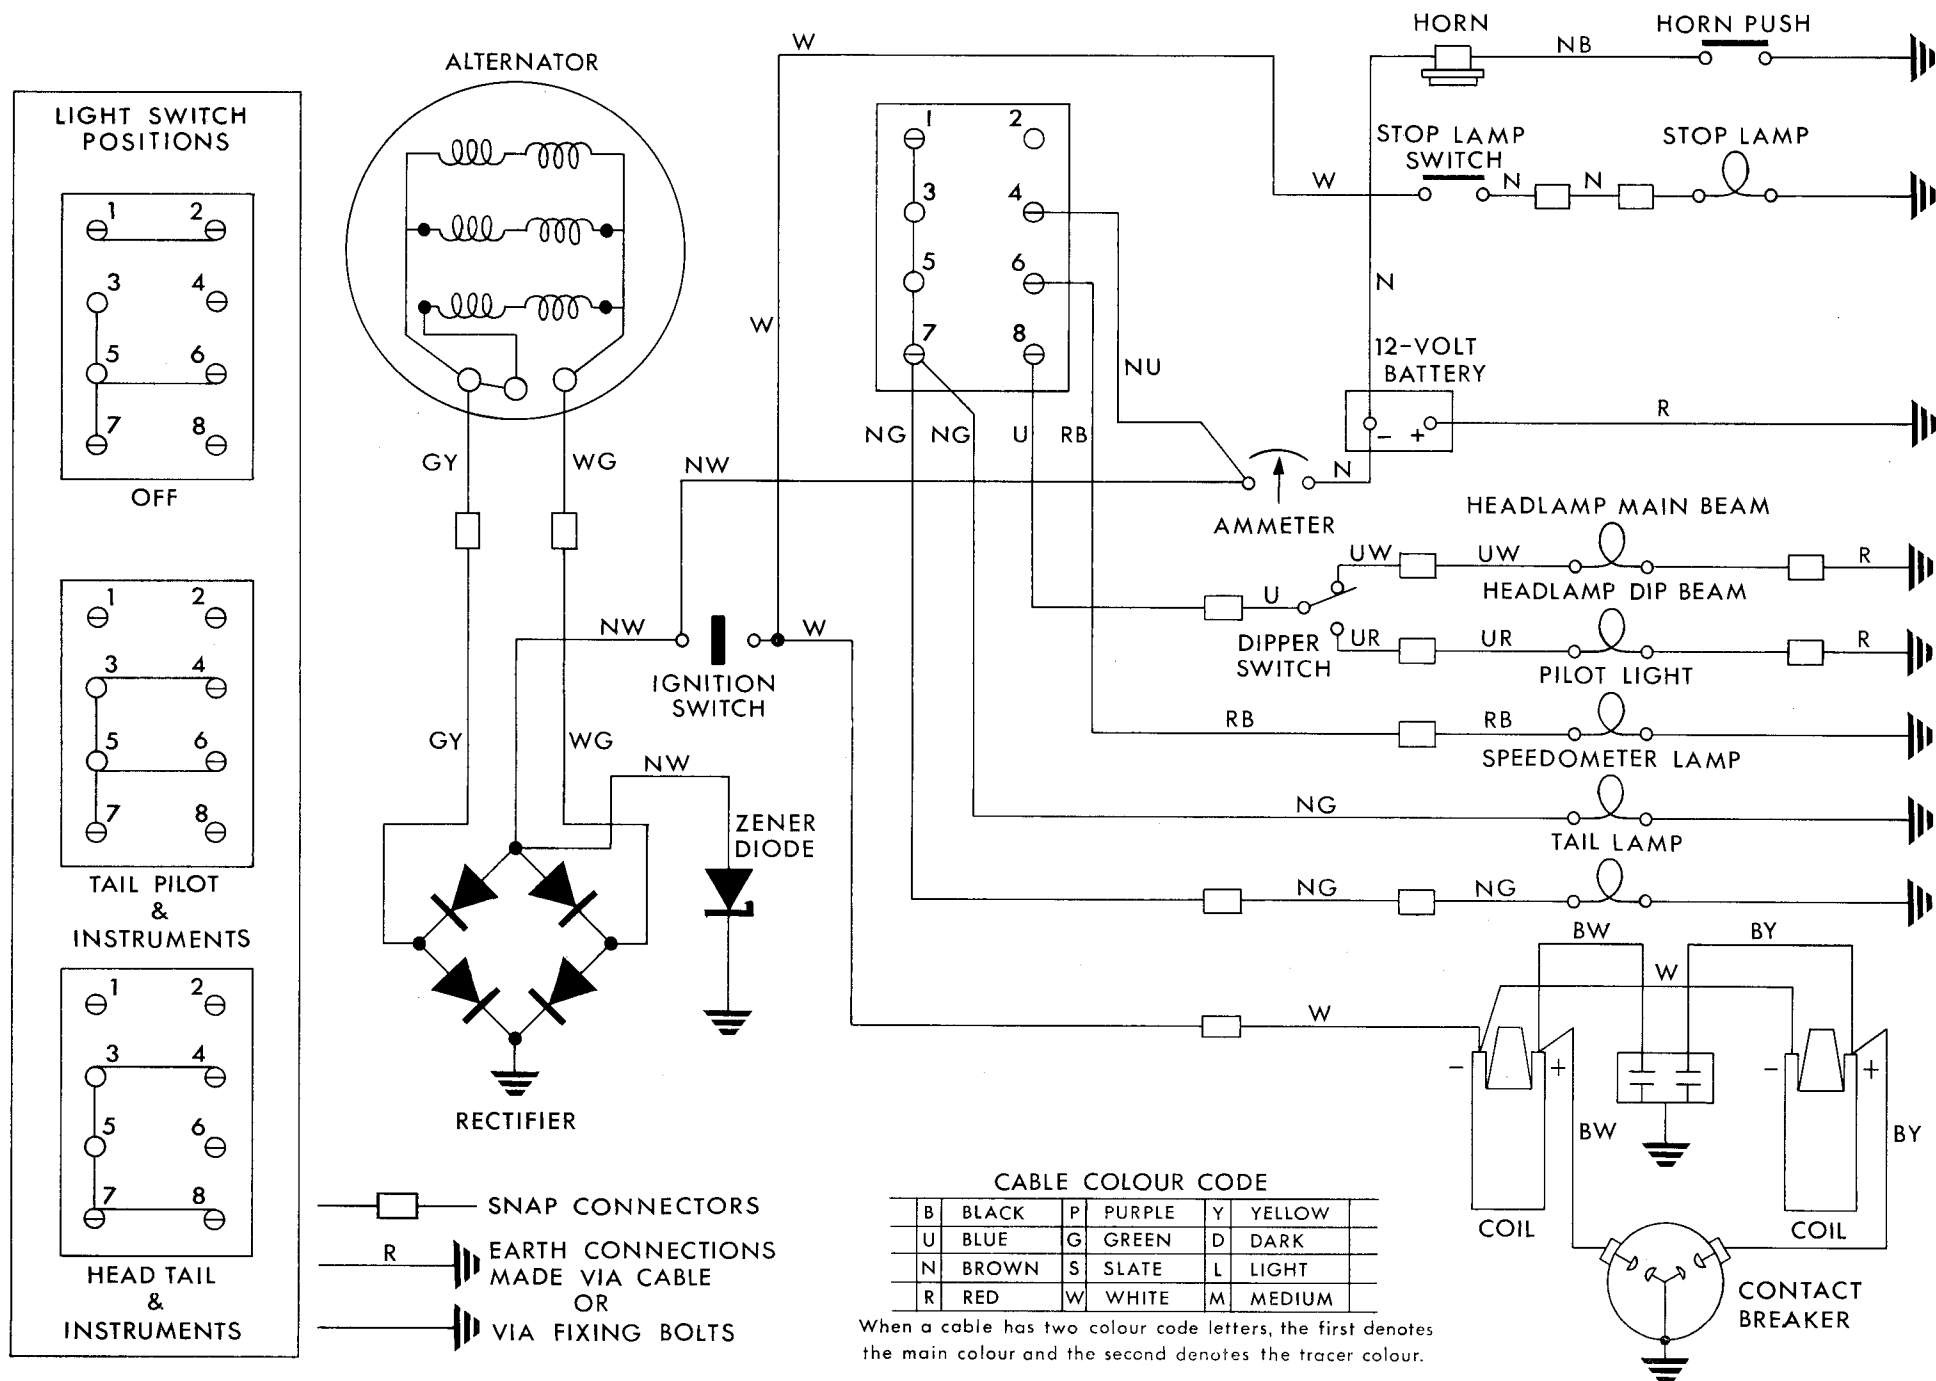 LIGHT SWITCH
POSITIONS
1 2
3 4
5 6
7 8
OFF
1 2
3 4
5 6
7 8
TAIL PILOT
&
INSTRUMENTS
1 2
3 4
5 6
7 8
HEAD TAIL
&
INSTRUMENTS
ALTERNATOR
GY
WG
GY
WG
NW
NW
NW
W
W
W
W
IGNITION
SWITCH
ZENER
DIODE
RECTIFIER
1 2
3 4
5 6
7 8
NG
NG
U
RB
NU
HORN
NB
HORN PUSH
STOP LAMP
SWITCH
N
N
STOP LAMP
N
12-VOLT
BATTERY
- +
R
N
AMMETER
HEADLAMP MAIN BEAM
UW
UW
R
U
HEADLAMP DIP BEAM
DIPPER
SWITCH
UR
UR
R
PILOT LIGHT
RB
RB
SPEEDOMETER LAMP
NG
TAIL LAMP
NG
NG
BW
BY
W
W
- +
- +
BW
BY
COIL
COIL
CONTACT
BREAKER
SNAP CONNECTORS
R
EARTH CONNECTIONS
MADE VIA CABLE
OR
VIA FIXING BOLTS
CABLE COLOUR CODE
B BLACK P PURPLE Y YELLOW
U BLUE G GREEN D DARK
N BROWN S SLATE L LIGHT
R RED W WHITE M MEDIUM
When a cable has two colour code letters, the first denotes
the main colour and the second denotes the tracer colour.